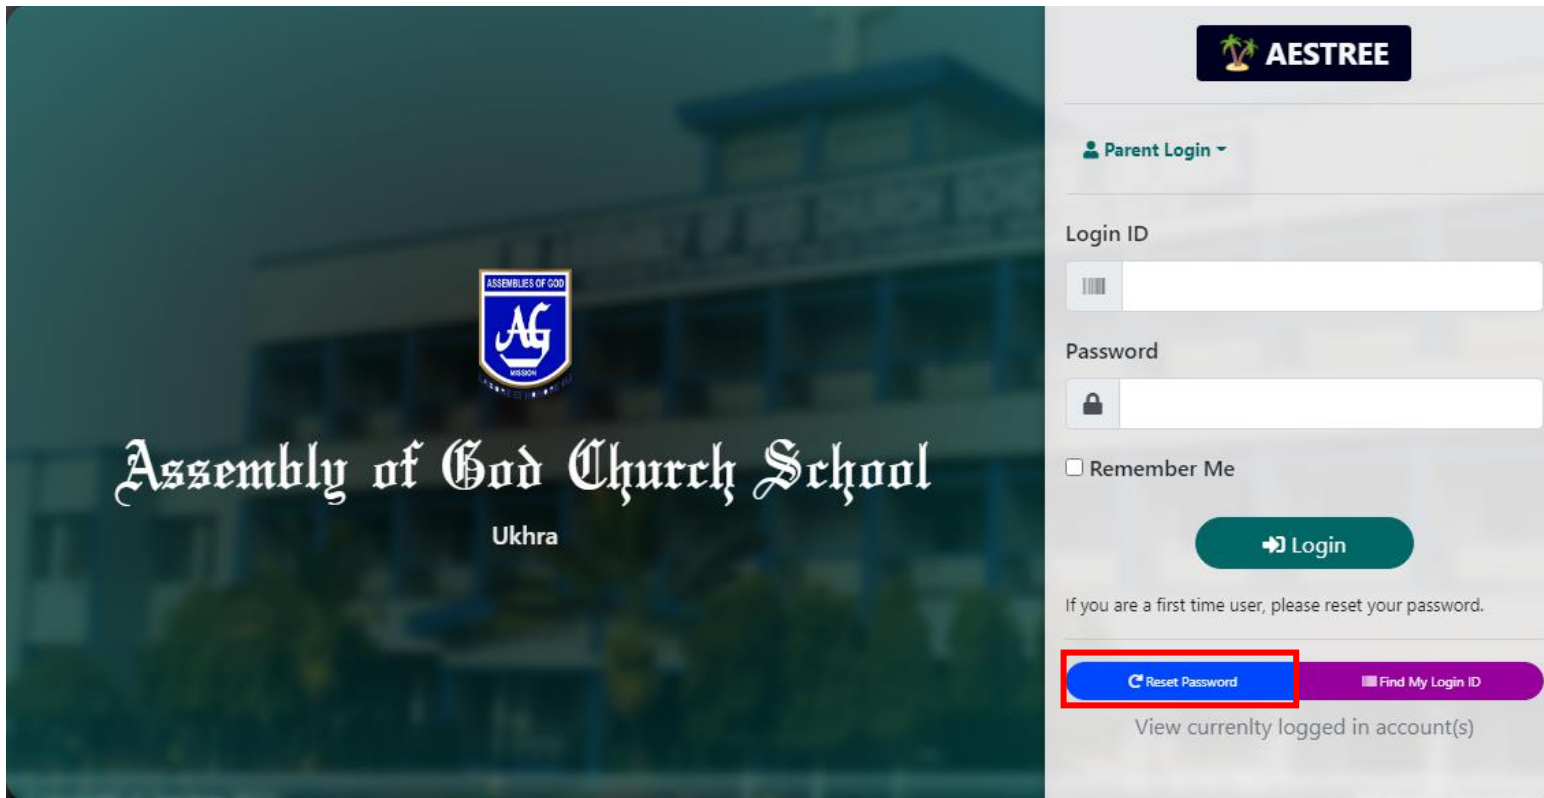 ASSEMBLIES OF GOD
AG
MISSION
Assembly of God Church School
Ukhra
AESTREE
Parent Login
Login ID
Password
Remember Me
Login
If you are a first time user, please reset your password.
Reset Password
Find My Login ID
View currenlty logged in account(s)